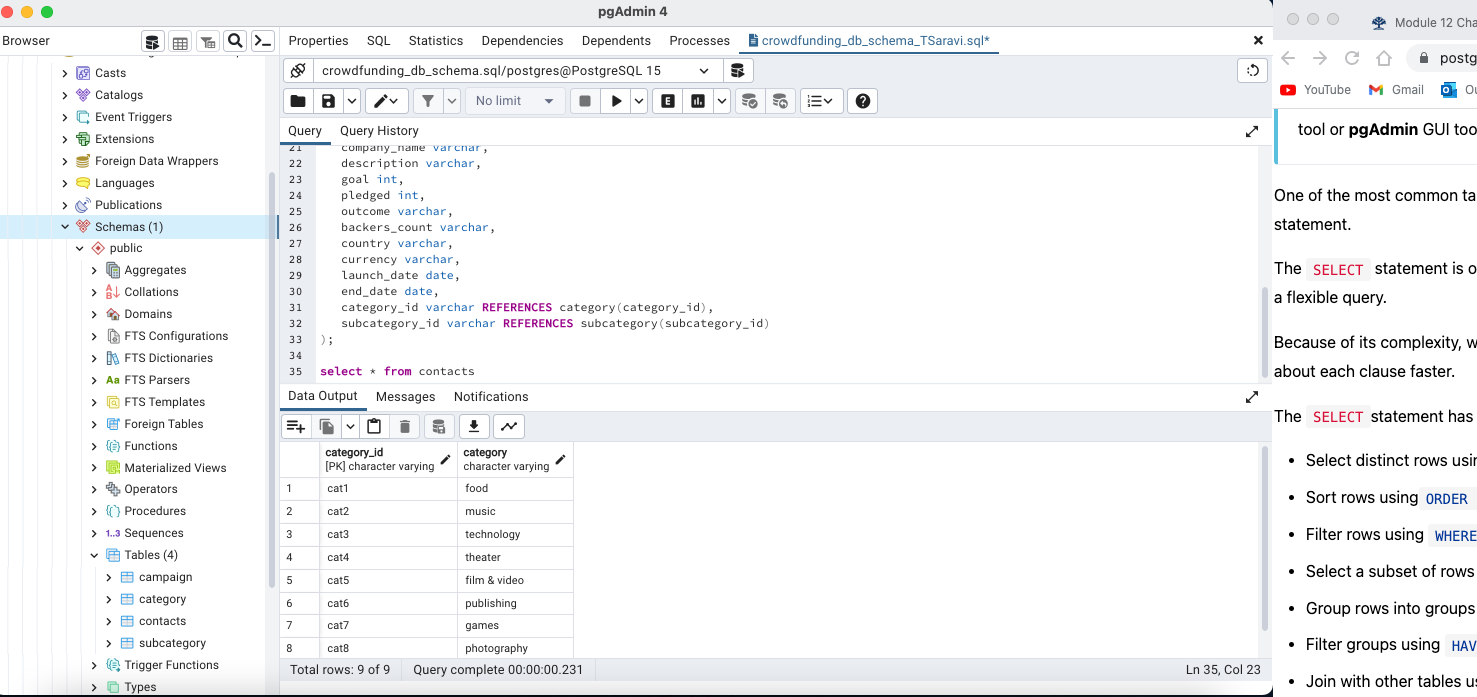 pgAdmin 4
Browser
Casts
Catalogs
Event Triggers
Extensions
Foreign Data Wrappers
Languages
Publications
Schemas (1)
public
Aggregates
Collations
Domains
FTS Configurations
FTS Dictionaries
Aa FTS Parsers
FTS Templates
Foreign Tables
Functions
Materialized Views
Operators
Procedures
1..3 Sequences
Tables (4)
campaign
category
contacts
subcategory
Trigger Functions
Types
Properties SQL Statistics Dependencies Dependents Processes crowdfunding_db_schema_TSaravi.sql*
crowdfunding_db_schema.sql/postgres@PostgreSQL 15
No limit E
Query Query History
21 company_name varchar,
22 description varchar,
23 goal int,
24 pledged int,
25 outcome varchar,
26 backers_count varchar,
27 country varchar,
28 currency varchar,
29 launch_date date,
30 end_date date,
31 category_id varchar REFERENCES category(category_id),
32 subcategory_id varchar REFERENCES subcategory(subcategory_id)
33 );
34
35 select * from contacts
Data Output Messages Notifications
category_id category
[PK] character varying character varying
1 cat1 food
2 cat2 music
3 cat3 technology
4 cat4 theater
5 cat5 film & video
6 cat6 publishing
7 cat7 games
8 cat8 photography
Total rows: 9 of 9 Query complete 00:00:00.231 Ln 35, Col 23
Module 12 Cha
postg
YouTube Gmail Ou
tool or pgAdmin GUI too
One of the most common ta
statement.
The SELECT statement is o
a flexible query.
Because of its complexity, w
about each clause faster.
The SELECT statement has
• Select distinct rows usin
• Sort rows using ORDER
• Filter rows using WHERE
• Select a subset of rows
• Group rows into groups
• Filter groups using HAV
• Join with other tables us